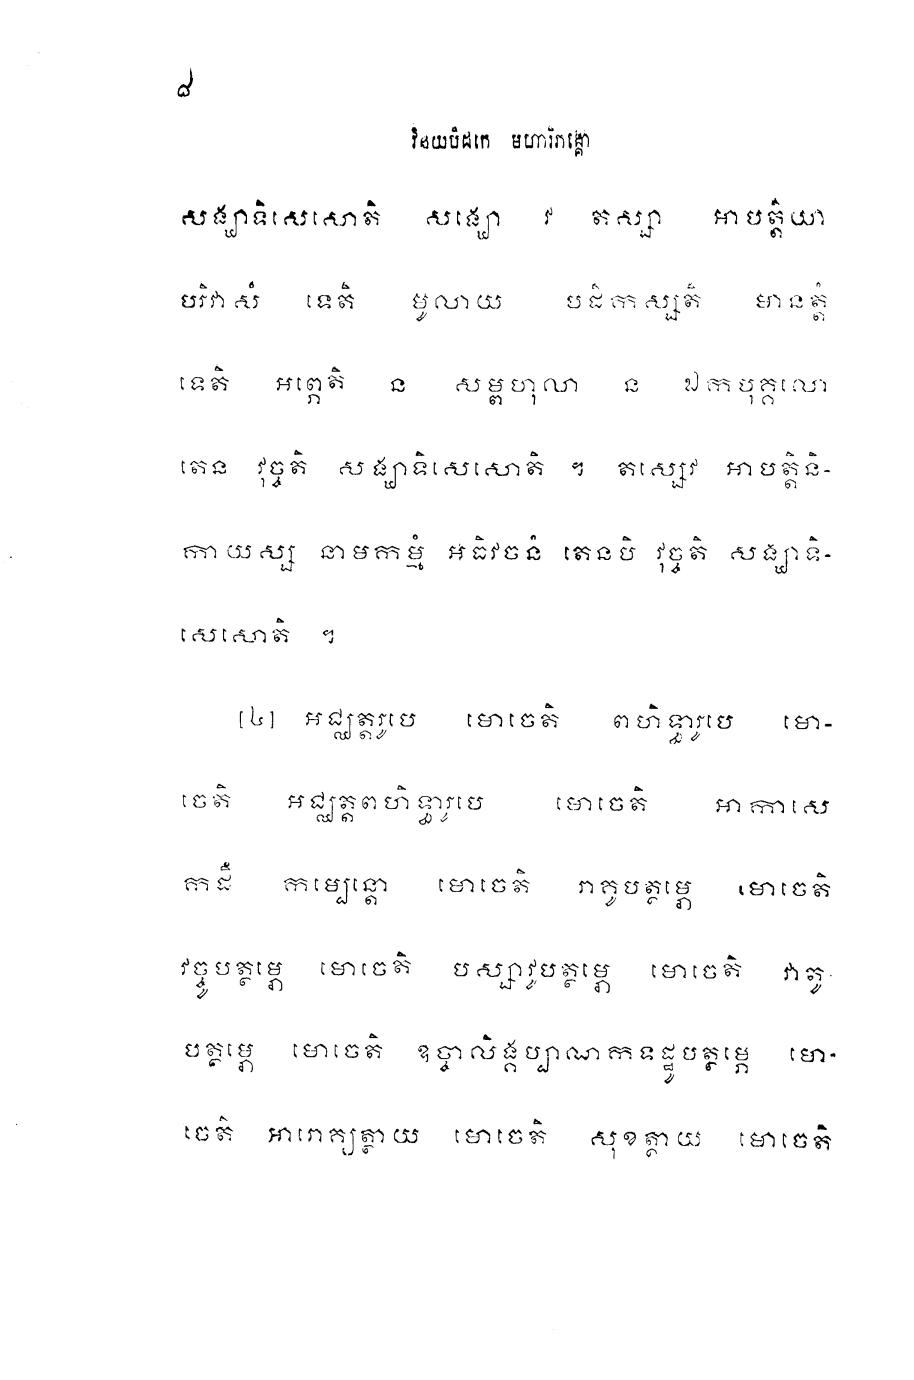 ៨
វិនយបិដកេ មហាវិភង្គោ
សង្ឃាទិសេសោតិ សង្ឃោ វ តស្សា អាបត្តិយា
បរិវាសំ ទេតិ មូលាយ បដិកស្សតិ មានត្តំ
ទេតិ អព្ភេតិ ន សម្ពហុលា ន ឯកបុគ្គលោ
តេន វុច្ចតិ សង្ឃាទិសេសោតិ ។ តស្សេវ អាបត្តិនិ-
កាយស្ស នាមកម្មំ អធិវចនំ តេនបិ វុច្ចតិ សង្ឃាទិ-
សេសោតិ ។
[៤] អជ្ឈត្តរូបេ មោចេតិ ពហិទ្ធារូបេ មោ-
ចេតិ អជ្ឈត្តពហិទ្ធារូបេ មោចេតិ អាកាសេ
កដឹ កម្បេន្តោ មោចេតិ រាគូបត្ថម្ភេ មោចេតិ
វច្ចូបត្ថម្ភេ មោចេតិ បស្សាវូបត្ថម្ភេ មោចេតិ វាតូ-
បត្ថម្ភេ មោចេតិ ឧច្ចាលិង្គប្បាណកទដ្ឋូបត្ថម្ភេ មោ-
ចេតិ អារោគ្យត្ថាយ មោចេតិ សុខត្ថាយ មោចេតិ